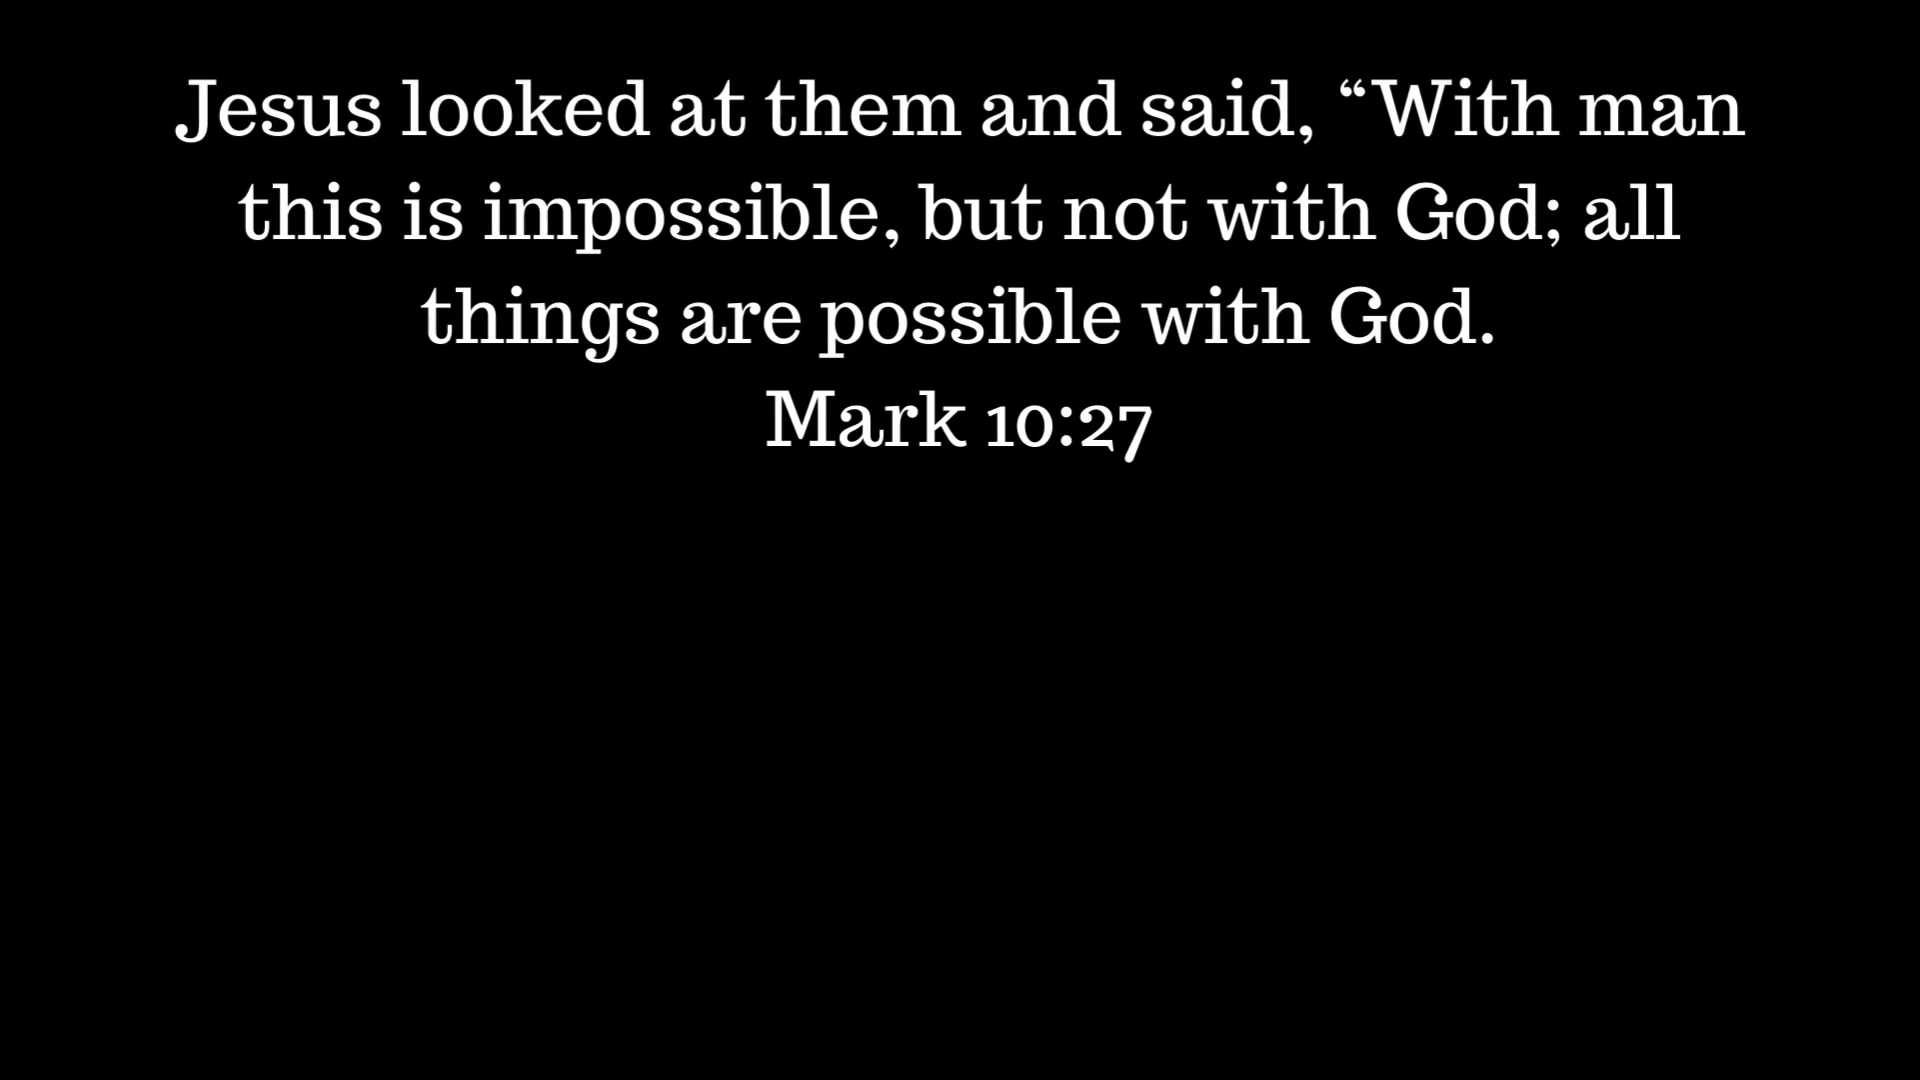 Jesus looked at them and said, “With man
this is impossible, but not with God; all
things are possible with God.
Mark 10:27